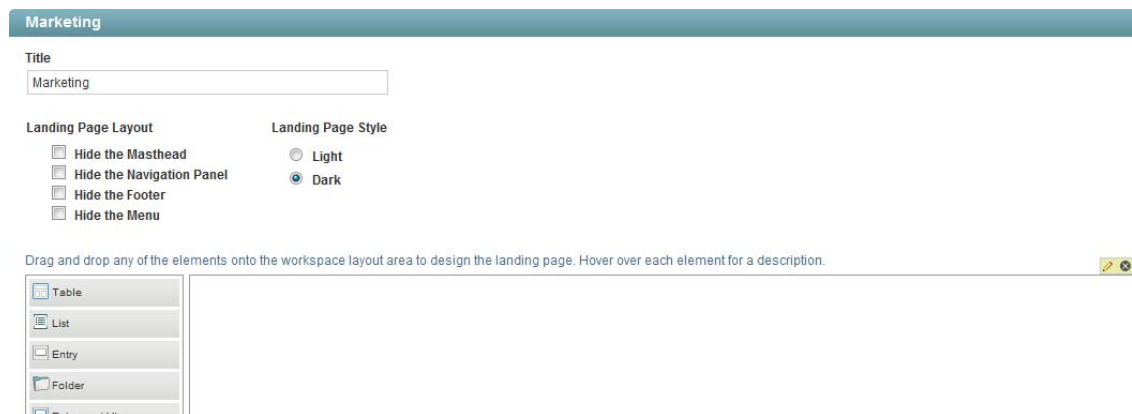 Marketing
Title
Marketing
Landing Page Layout
Landing Page Style
Hide the Masthead
Hide the Navigation Panel
Hide the Footer
Hide the Menu
Light
Dark
Drag and drop any of the elements onto the workspace layout area to design the landing page. Hover over each element for a description.
Table
List
Entry
Folder